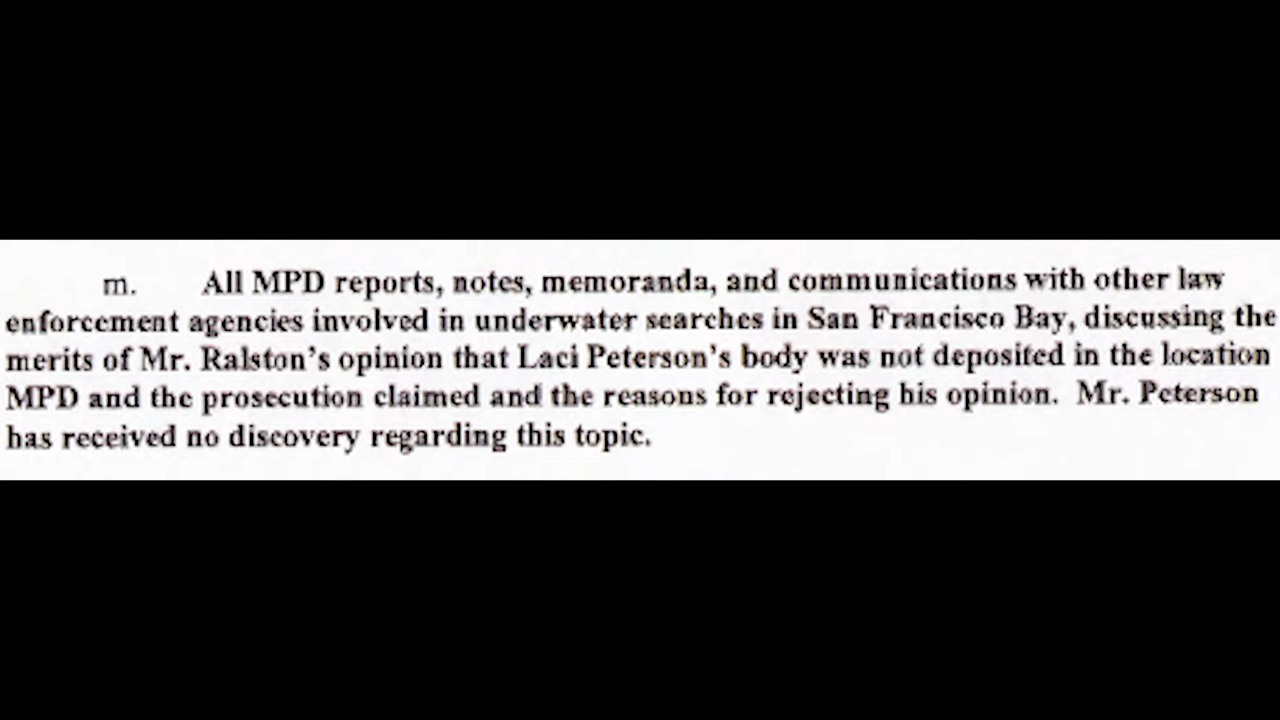 m. All MPD reports, notes, memoranda, and communications with other law
enforcement agencies involved in underwater searches in San Francisco Bay, discussing the
merits of Mr. Ralston's opinion that Laci Peterson's body was not deposited in the location
MPD and the prosecution claimed and the reasons for rejecting his opinion. Mr. Peterson
has received no discovery regarding this topic.